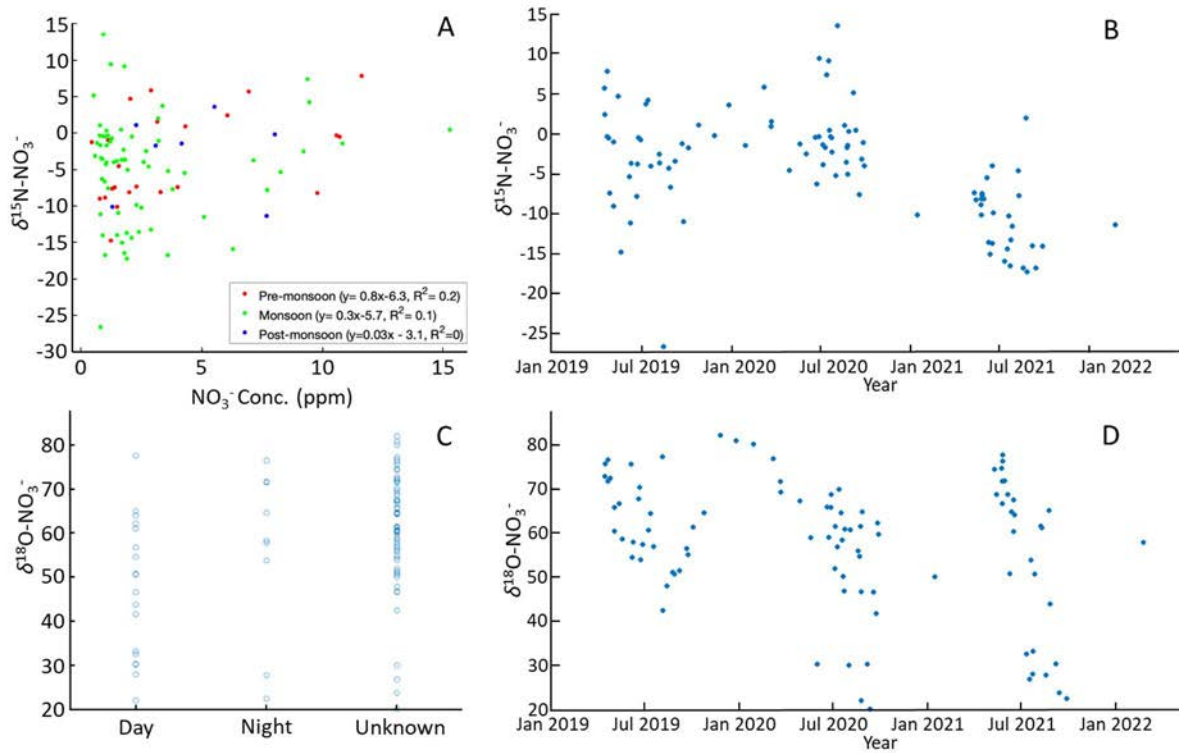 A
15
10
5
0
-5
-10
-15
-20
-25
-30
δ¹⁵N-NO₃⁻
Pre-monsoon (y= 0.8x-6.3, R²= 0.2)
Monsoon (y= 0.3x-5.7, R²= 0.1)
Post-monsoon (y=0.03x - 3.1, R²=0)
0 5 10 15
NO₃⁻ Conc. (ppm)
B
15
10
5
0
-5
-10
-15
-20
-25
δ¹⁵N-NO₃⁻
Jan 2019 Jul 2019 Jan 2020 Jul 2020 Jan 2021 Jul 2021 Jan 2022
Year
C
80
70
60
50
40
30
20
δ¹⁸O-NO₃⁻
Day Night Unknown
D
80
70
60
50
40
30
20
δ¹⁸O-NO₃⁻
Jan 2019 Jul 2019 Jan 2020 Jul 2020 Jan 2021 Jul 2021 Jan 2022
Year